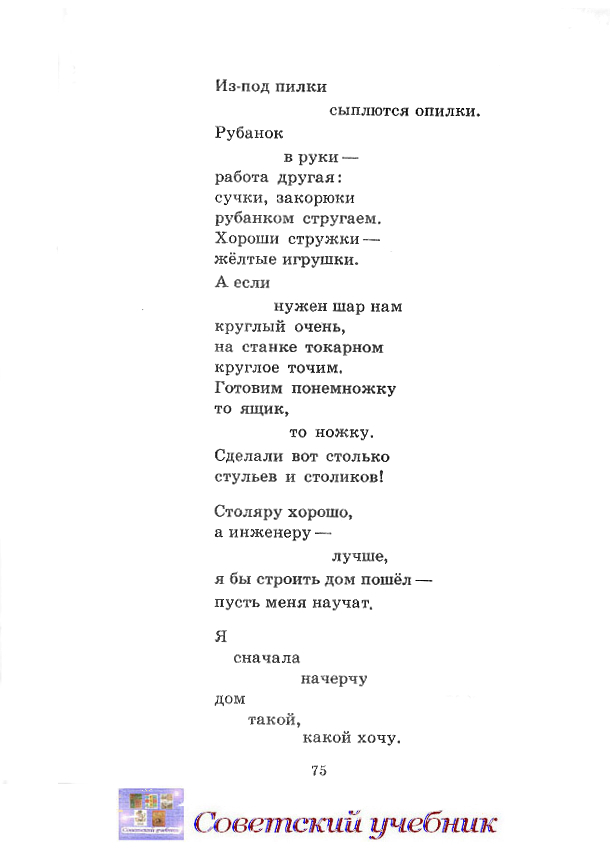 Из-под пилки
сыплются опилки.
Рубанок
в руки —
работа другая:
сучки, закорюки
рубанком стругаем.
Хороши стружки —
жёлтые игрушки.
А если
нужен шар нам
круглый очень,
на станке токарном
круглое точим.
Готовим понемножку
то ящик,
то ножку.
Сделали вот столько
стульев и столиков!
Столяру хорошо,
а инженеру —
лучше,
я бы строить дом пошёл —
пусть меня научат.
Я
сначала
начерчу
дом
такой,
какой хочу.
75
Советский учебник
Советский учебник